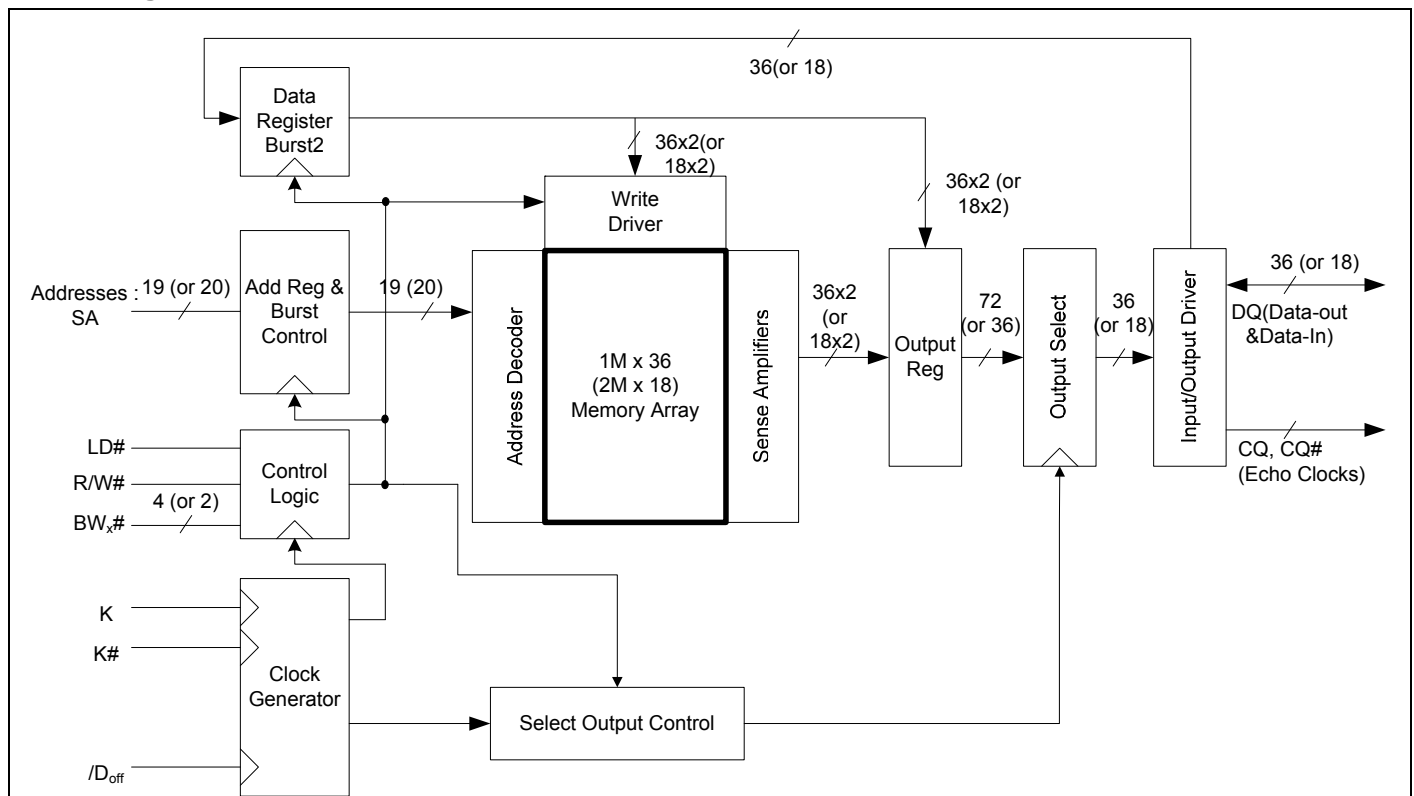 36(or 18)
Data
Register
Burst2
36x2(or
18x2)
36x2 (or
18x2)
Write
Driver
Addresses :
SA
19 (or 20)
Add Reg &
Burst
Control
19 (20)
Address Decoder
1M x 36
(2M x 18)
Memory Array
Sense Amplifiers
36x2
(or
18x2)
Output
Reg
72
(or 36)
Output Select
36
(or 18)
Input/Output Driver
36 (or 18)
DQ(Data-out
&Data-In)
CQ, CQ#
(Echo Clocks)
LD#
R/W#
BWx#
4 (or 2)
Control
Logic
K
K#
/Doff
Clock
Generator
Select Output Control